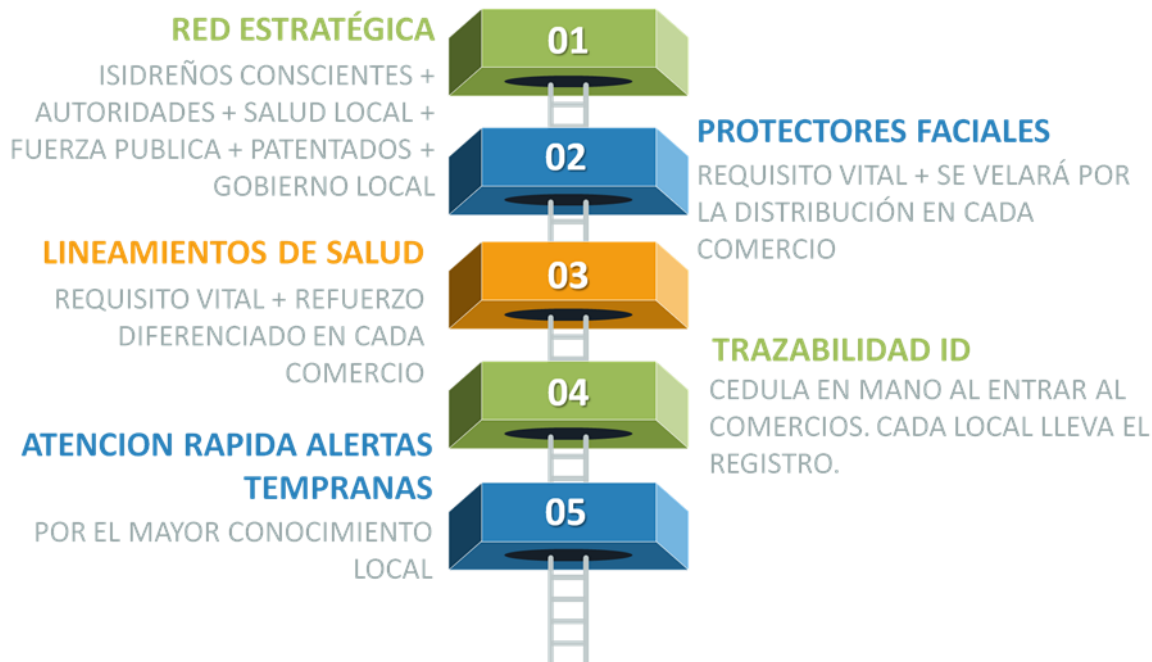 RED ESTRATÉGICA
ISIDREÑOS CONSCIENTES +
AUTORIDADES + SALUD LOCAL +
FUERZA PUBLICA + PATENTADOS +
GOBIERNO LOCAL
01
02
PROTECTORES FACIALES
REQUISITO VITAL + SE VELARÁ POR
LA DISTRIBUCIÓN EN CADA
COMERCIO
LINEAMIENTOS DE SALUD
REQUISITO VITAL + REFUERZO
DIFERENCIADO EN CADA
COMERCIO
03
04
TRAZABILIDAD ID
CEDULA EN MANO AL ENTRAR AL
COMERCIOS. CADA LOCAL LLEVA EL
REGISTRO.
ATENCION RAPIDA ALERTAS
TEMPRANAS
POR EL MAYOR CONOCIMIENTO
LOCAL
05